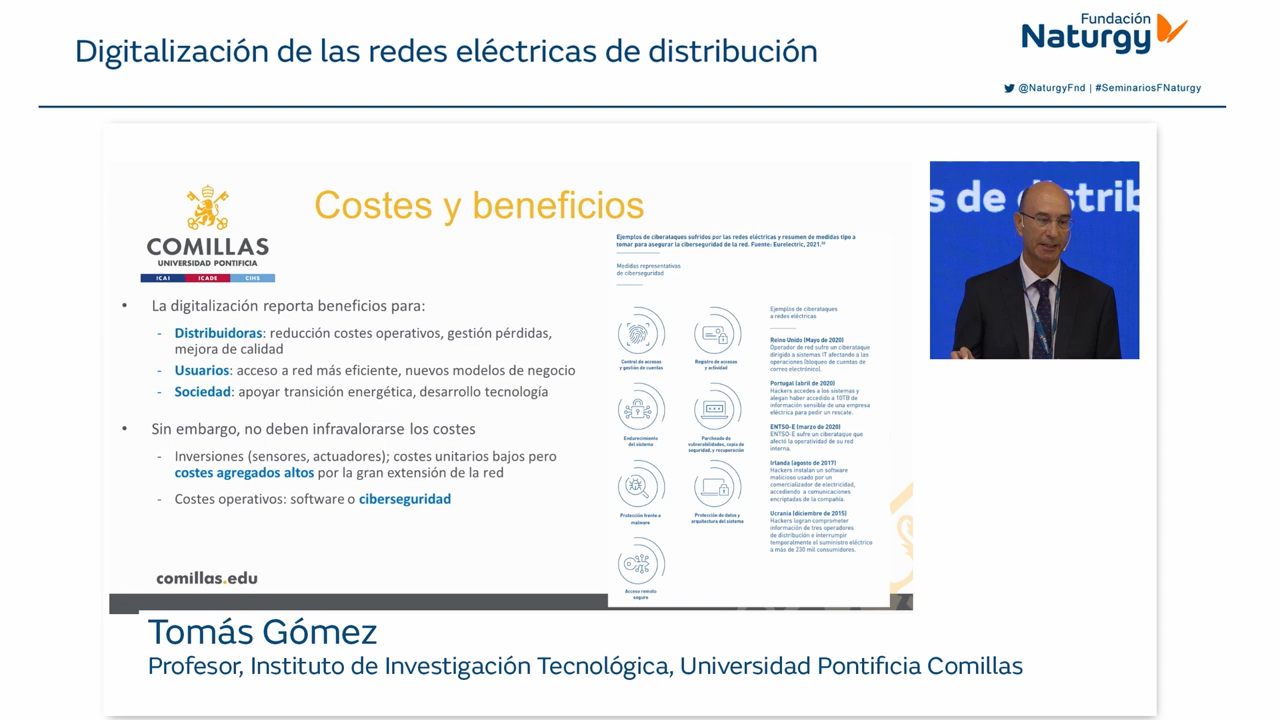 Digitalización de las redes eléctricas de distribución
Fundación
Naturgy
@NaturgyFnd | #SeminariosFNaturgy
COMILLAS
UNIVERSIDAD PONTIFICIA
ICAI ICADE CIHS
Costes y beneficios
• La digitalización reporta beneficios para:
- Distribuidoras: reducción costes operativos, gestión pérdidas,
mejora de calidad
- Usuarios: acceso a red más eficiente, nuevos modelos de negocio
- Sociedad: apoyar transición energética, desarrollo tecnología
• Sin embargo, no deben infravalorarse los costes
- Inversiones (sensores, actuadores); costes unitarios bajos pero
costes agregados altos por la gran extensión de la red
- Costes operativos: software o ciberseguridad
comillas.edu
Ejemplos de ciberataques sufridos por las redes eléctricas y resumen de medidas tipo a
tomar para asegurar la ciberseguridad de la red. Fuente: Eurelectric, 2021.
Medidas representativas
de ciberseguridad
Control de accesos
y gestión de cuentas
Registro de accesos
y actividad
Endurecimiento
del sistema
Parcheado de
vulnerabilidades, copia de
seguridad, y recuperación
Protección frente a
malware
Protección de datos y
arquitectura del sistema
Acceso remoto
seguro
Ejemplos de ciberataques
a redes eléctricas
Reino Unido (Mayo de 2020)
Operador de red sufre un ciberataque
dirigido a sistemas IT afectando a las
operaciones (bloqueo de cuentas de
correo electrónico).
Portugal (abril de 2020)
Hackers accedes a los sistemas y
alegan haber accedido a 10TB de
información sensible de una empresa
eléctrica para pedir un rescate.
ENTSO-E (marzo de 2020)
ENTSO-E sufre un ciberataque que
afectó la operatividad de su red
interna.
Irlanda (agosto de 2017)
Hackers instalan un software
malicioso usado por un
comercializador de electricidad,
accediendo a comunicaciones
encriptadas de la compañía.
Ucrania (diciembre de 2015)
Hackers logran comprometer
información de tres operadores
de distribución e interrumpir
temporalmente el suministro eléctrico
a más de 230 mil consumidores.
s de distrib
Tomás Gómez
Profesor, Instituto de Investigación Tecnológica, Universidad Pontificia Comillas